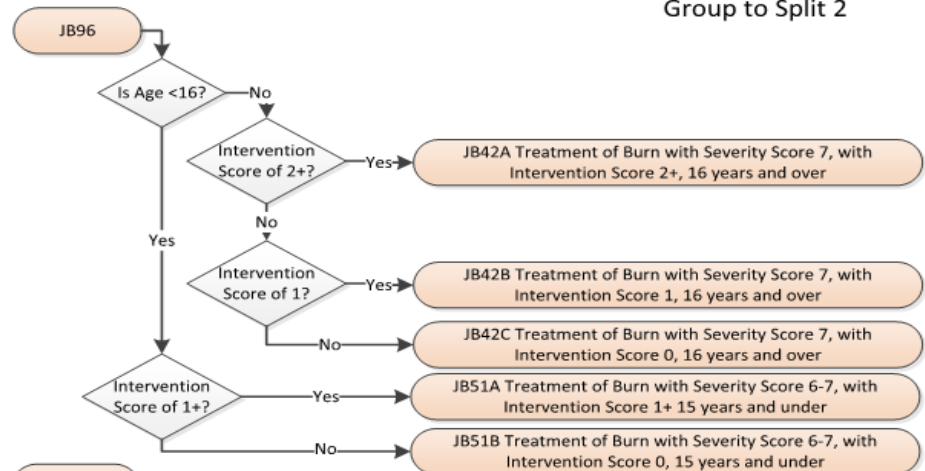 Group to Split 2
JB96
Is Age <16?
No
Intervention
Score of 2+?
Yes
JB42A Treatment of Burn with Severity Score 7, with
Intervention Score 2+, 16 years and over
No
Yes
Intervention
Score of 1?
Yes
JB42B Treatment of Burn with Severity Score 7, with
Intervention Score 1, 16 years and over
No
JB42C Treatment of Burn with Severity Score 7, with
Intervention Score 0, 16 years and over
Intervention
Score of 1+?
Yes
JB51A Treatment of Burn with Severity Score 6-7, with
Intervention Score 1+ 15 years and under
No
JB51B Treatment of Burn with Severity Score 6-7, with
Intervention Score 0, 15 years and under